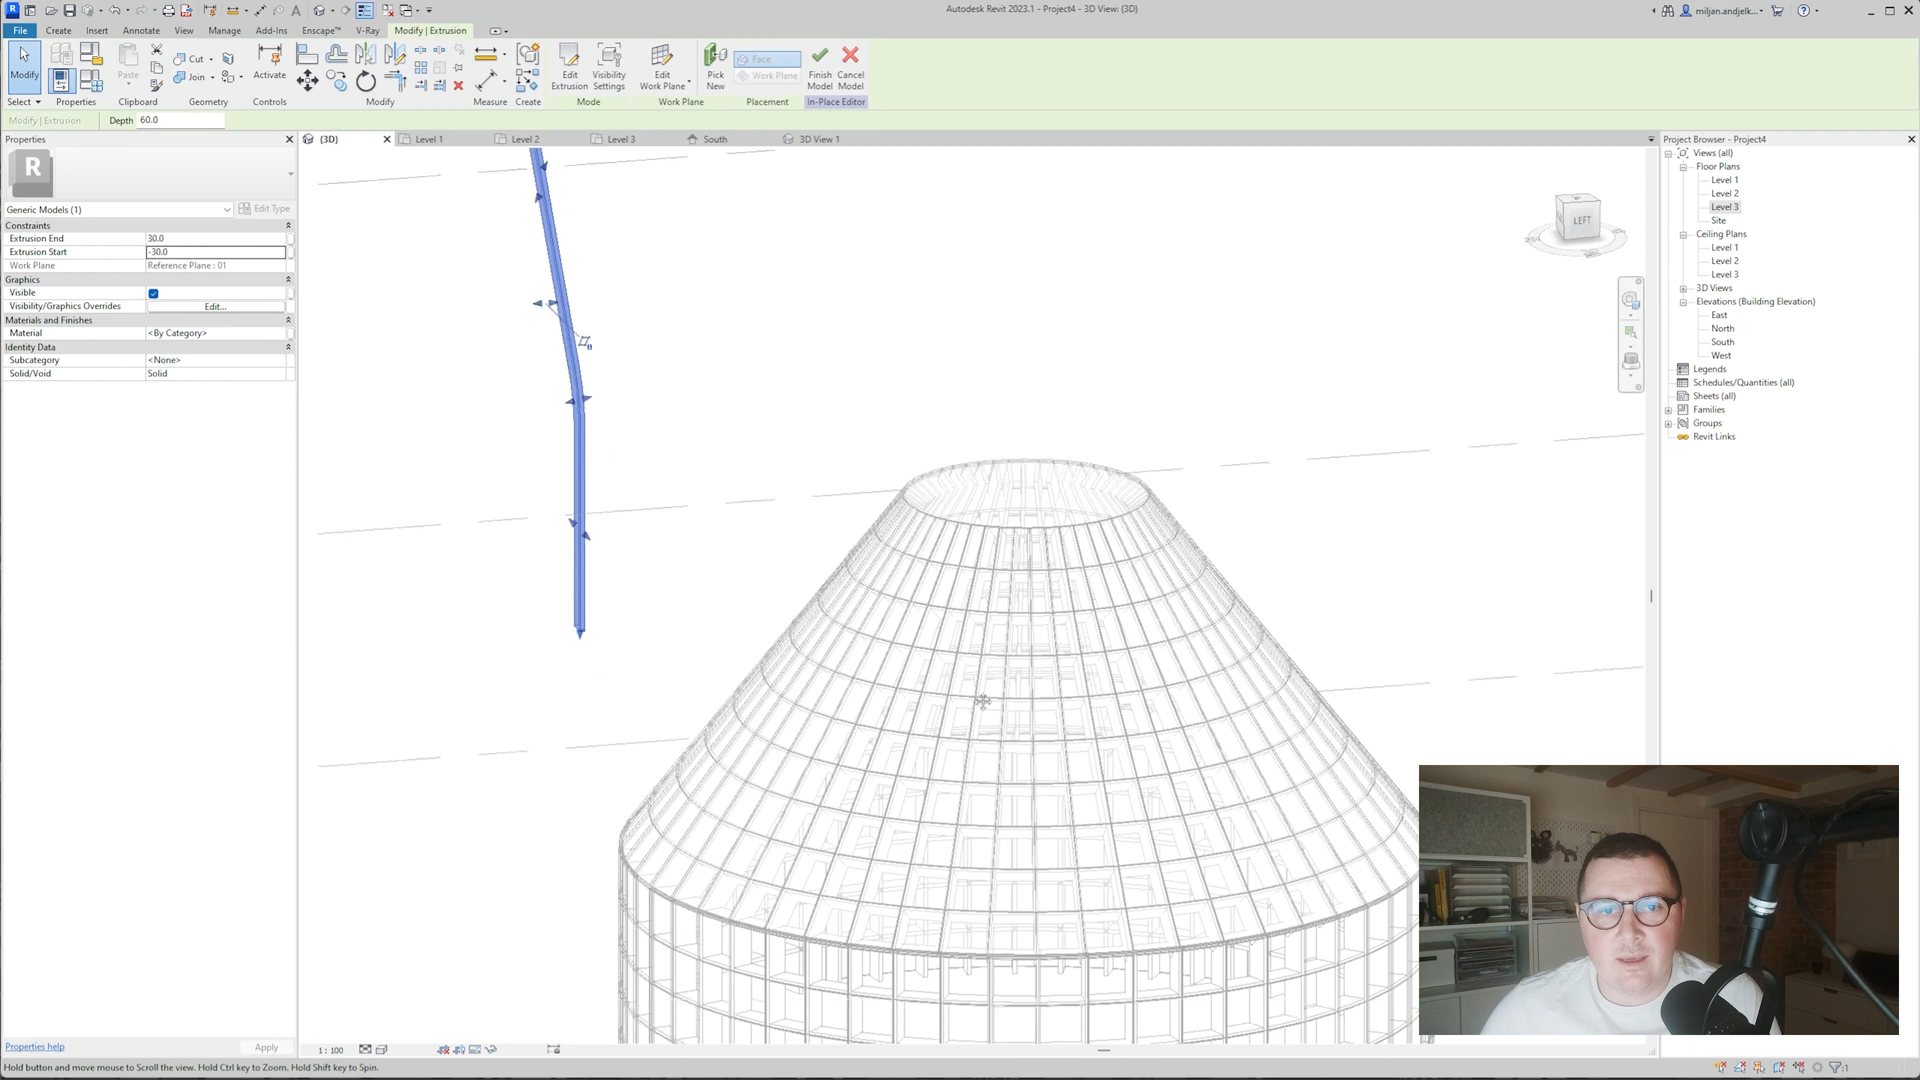 Autodesk Revit 2023.1 - Project4 - 3D View: {3D}
miljan.andjelk...
File Create Insert Annotate View Manage Add-Ins Enscape™ V-Ray Modify | Extrusion
Modify Paste Cut Join Activate Edit Extrusion Visibility Settings Edit Work Plane Pick New Face Work Plane Finish Model Cancel Model
Select Properties Clipboard Geometry Controls Modify Measure Create Mode Work Plane Placement In-Place Editor
Modify | Extrusion Depth 60.0
Properties
{3D} Level 1 Level 2 Level 3 South 3D View 1
Project Browser - Project4
R
Generic Models (1) Edit Type
Constraints
Extrusion End 30.0
Extrusion Start -30.0
Work Plane Reference Plane : 01
Graphics
Visible
Visibility/Graphics Overrides Edit...
Materials and Finishes
Material <By Category>
Identity Data
Subcategory <None>
Solid/Void Solid
LEFT
Views (all)
Floor Plans
Level 1
Level 2
Level 3
Site
Ceiling Plans
Level 1
Level 2
Level 3
3D Views
Elevations (Building Elevation)
East
North
South
West
Legends
Schedules/Quantities (all)
Sheets (all)
Families
Groups
Revit Links
Properties help Apply
1 : 100
Hold button and move mouse to Scroll the view. Hold Ctrl key to Zoom. Hold Shift key to Spin.
:1